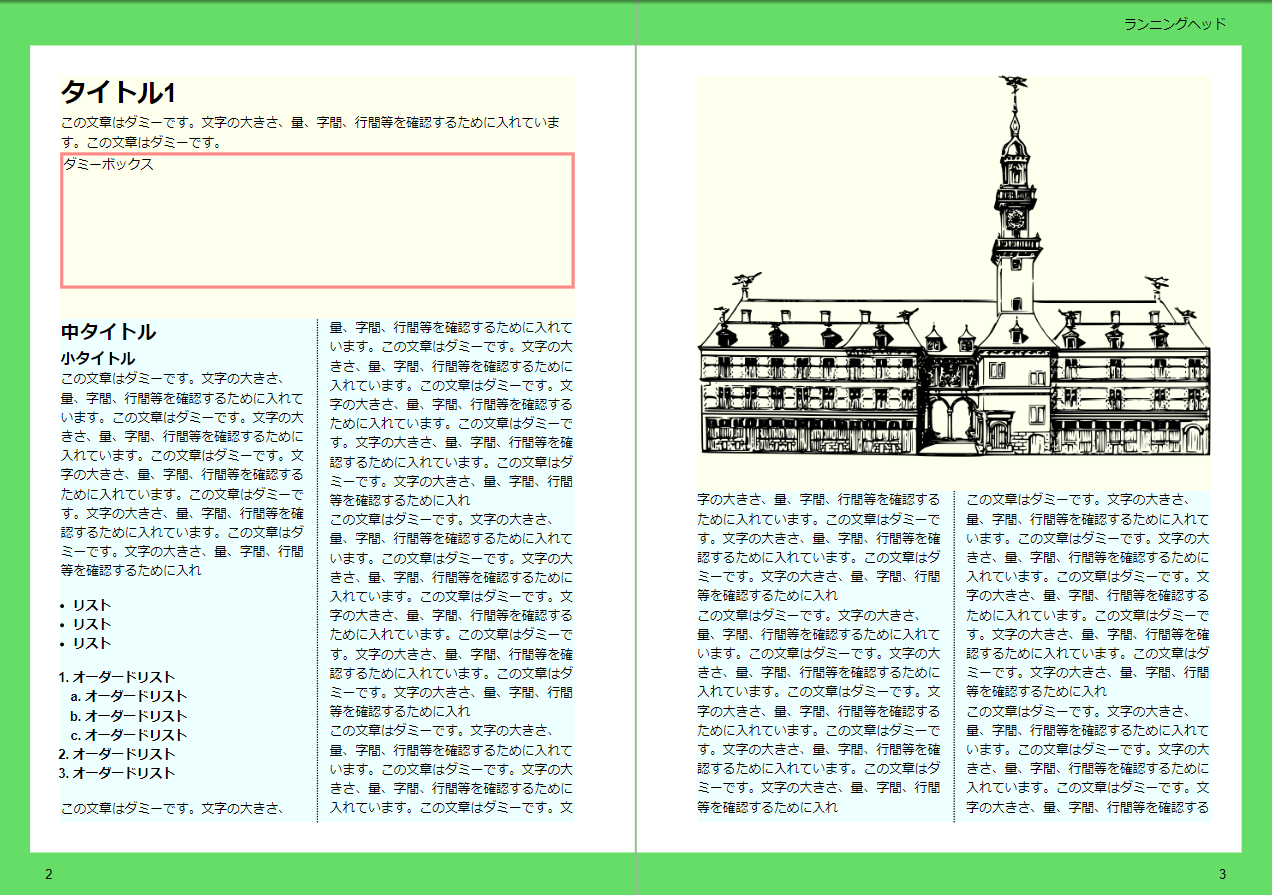 ランニングヘッド
タイトル1
この文章はダミーです。文字の大きさ、量、字間、行間等を確認するために入れていま
す。この文章はダミーです。
ダミーボックス
中タイトル
小タイトル
この文章はダミーです。文字の大きさ、
量、字間、行間等を確認するために入れて
います。この文章はダミーです。文字の大
きさ、量、字間、行間等を確認するために
入れています。この文章はダミーです。文
字の大きさ、量、字間、行間等を確認する
ために入れています。この文章はダミーで
す。文字の大きさ、量、字間、行間等を確
認するために入れています。この文章はダ
ミーです。文字の大きさ、量、字間、行間
等を確認するために入れ
• リスト
• リスト
• リスト
1. オーダードリスト
a. オーダードリスト
b. オーダードリスト
c. オーダードリスト
2. オーダードリスト
3. オーダードリスト
この文章はダミーです。文字の大きさ、
量、字間、行間等を確認するために入れて
います。この文章はダミーです。文字の大
きさ、量、字間、行間等を確認するために
入れています。この文章はダミーです。文
字の大きさ、量、字間、行間等を確認する
ために入れています。この文章はダミーで
す。文字の大きさ、量、字間、行間等を確
認するために入れています。この文章はダ
ミーです。文字の大きさ、量、字間、行間
等を確認するために入れ
この文章はダミーです。文字の大きさ、
量、字間、行間等を確認するために入れて
います。この文章はダミーです。文字の大
きさ、量、字間、行間等を確認するために
入れています。この文章はダミーです。文
字の大きさ、量、字間、行間等を確認する
ために入れています。この文章はダミーで
す。文字の大きさ、量、字間、行間等を確
認するために入れています。この文章はダ
ミーです。文字の大きさ、量、字間、行間
等を確認するために入れ
この文章はダミーです。文字の大きさ、
量、字間、行間等を確認するために入れて
います。この文章はダミーです。文字の大
きさ、量、字間、行間等を確認するために
入れています。この文章はダミーです。文
字の大きさ、量、字間、行間等を確認する
ために入れています。この文章はダミーで
す。文字の大きさ、量、字間、行間等を確
認するために入れています。この文章はダ
ミーです。文字の大きさ、量、字間、行間
等を確認するために入れ
この文章はダミーです。文字の大きさ、
量、字間、行間等を確認するために入れて
います。この文章はダミーです。文字の大
きさ、量、字間、行間等を確認するために
入れています。この文章はダミーです。文
字の大きさ、量、字間、行間等を確認する
ために入れています。この文章はダミーで
す。文字の大きさ、量、字間、行間等を確
認するために入れています。この文章はダ
ミーです。文字の大きさ、量、字間、行間
等を確認するために入れ
この文章はダミーです。文字の大きさ、
量、字間、行間等を確認するために入れて
います。この文章はダミーです。文字の大
きさ、量、字間、行間等を確認するために
入れています。この文章はダミーです。文
字の大きさ、量、字間、行間等を確認する
ために入れています。この文章はダミーで
す。文字の大きさ、量、字間、行間等を確
認するために入れています。この文章はダ
ミーです。文字の大きさ、量、字間、行間
等を確認するために入れ
この文章はダミーです。文字の大きさ、
量、字間、行間等を確認するために入れて
います。この文章はダミーです。文字の大
きさ、量、字間、行間等を確認するために
入れています。この文章はダミーです。文
字の大きさ、量、字間、行間等を確認する
2
3